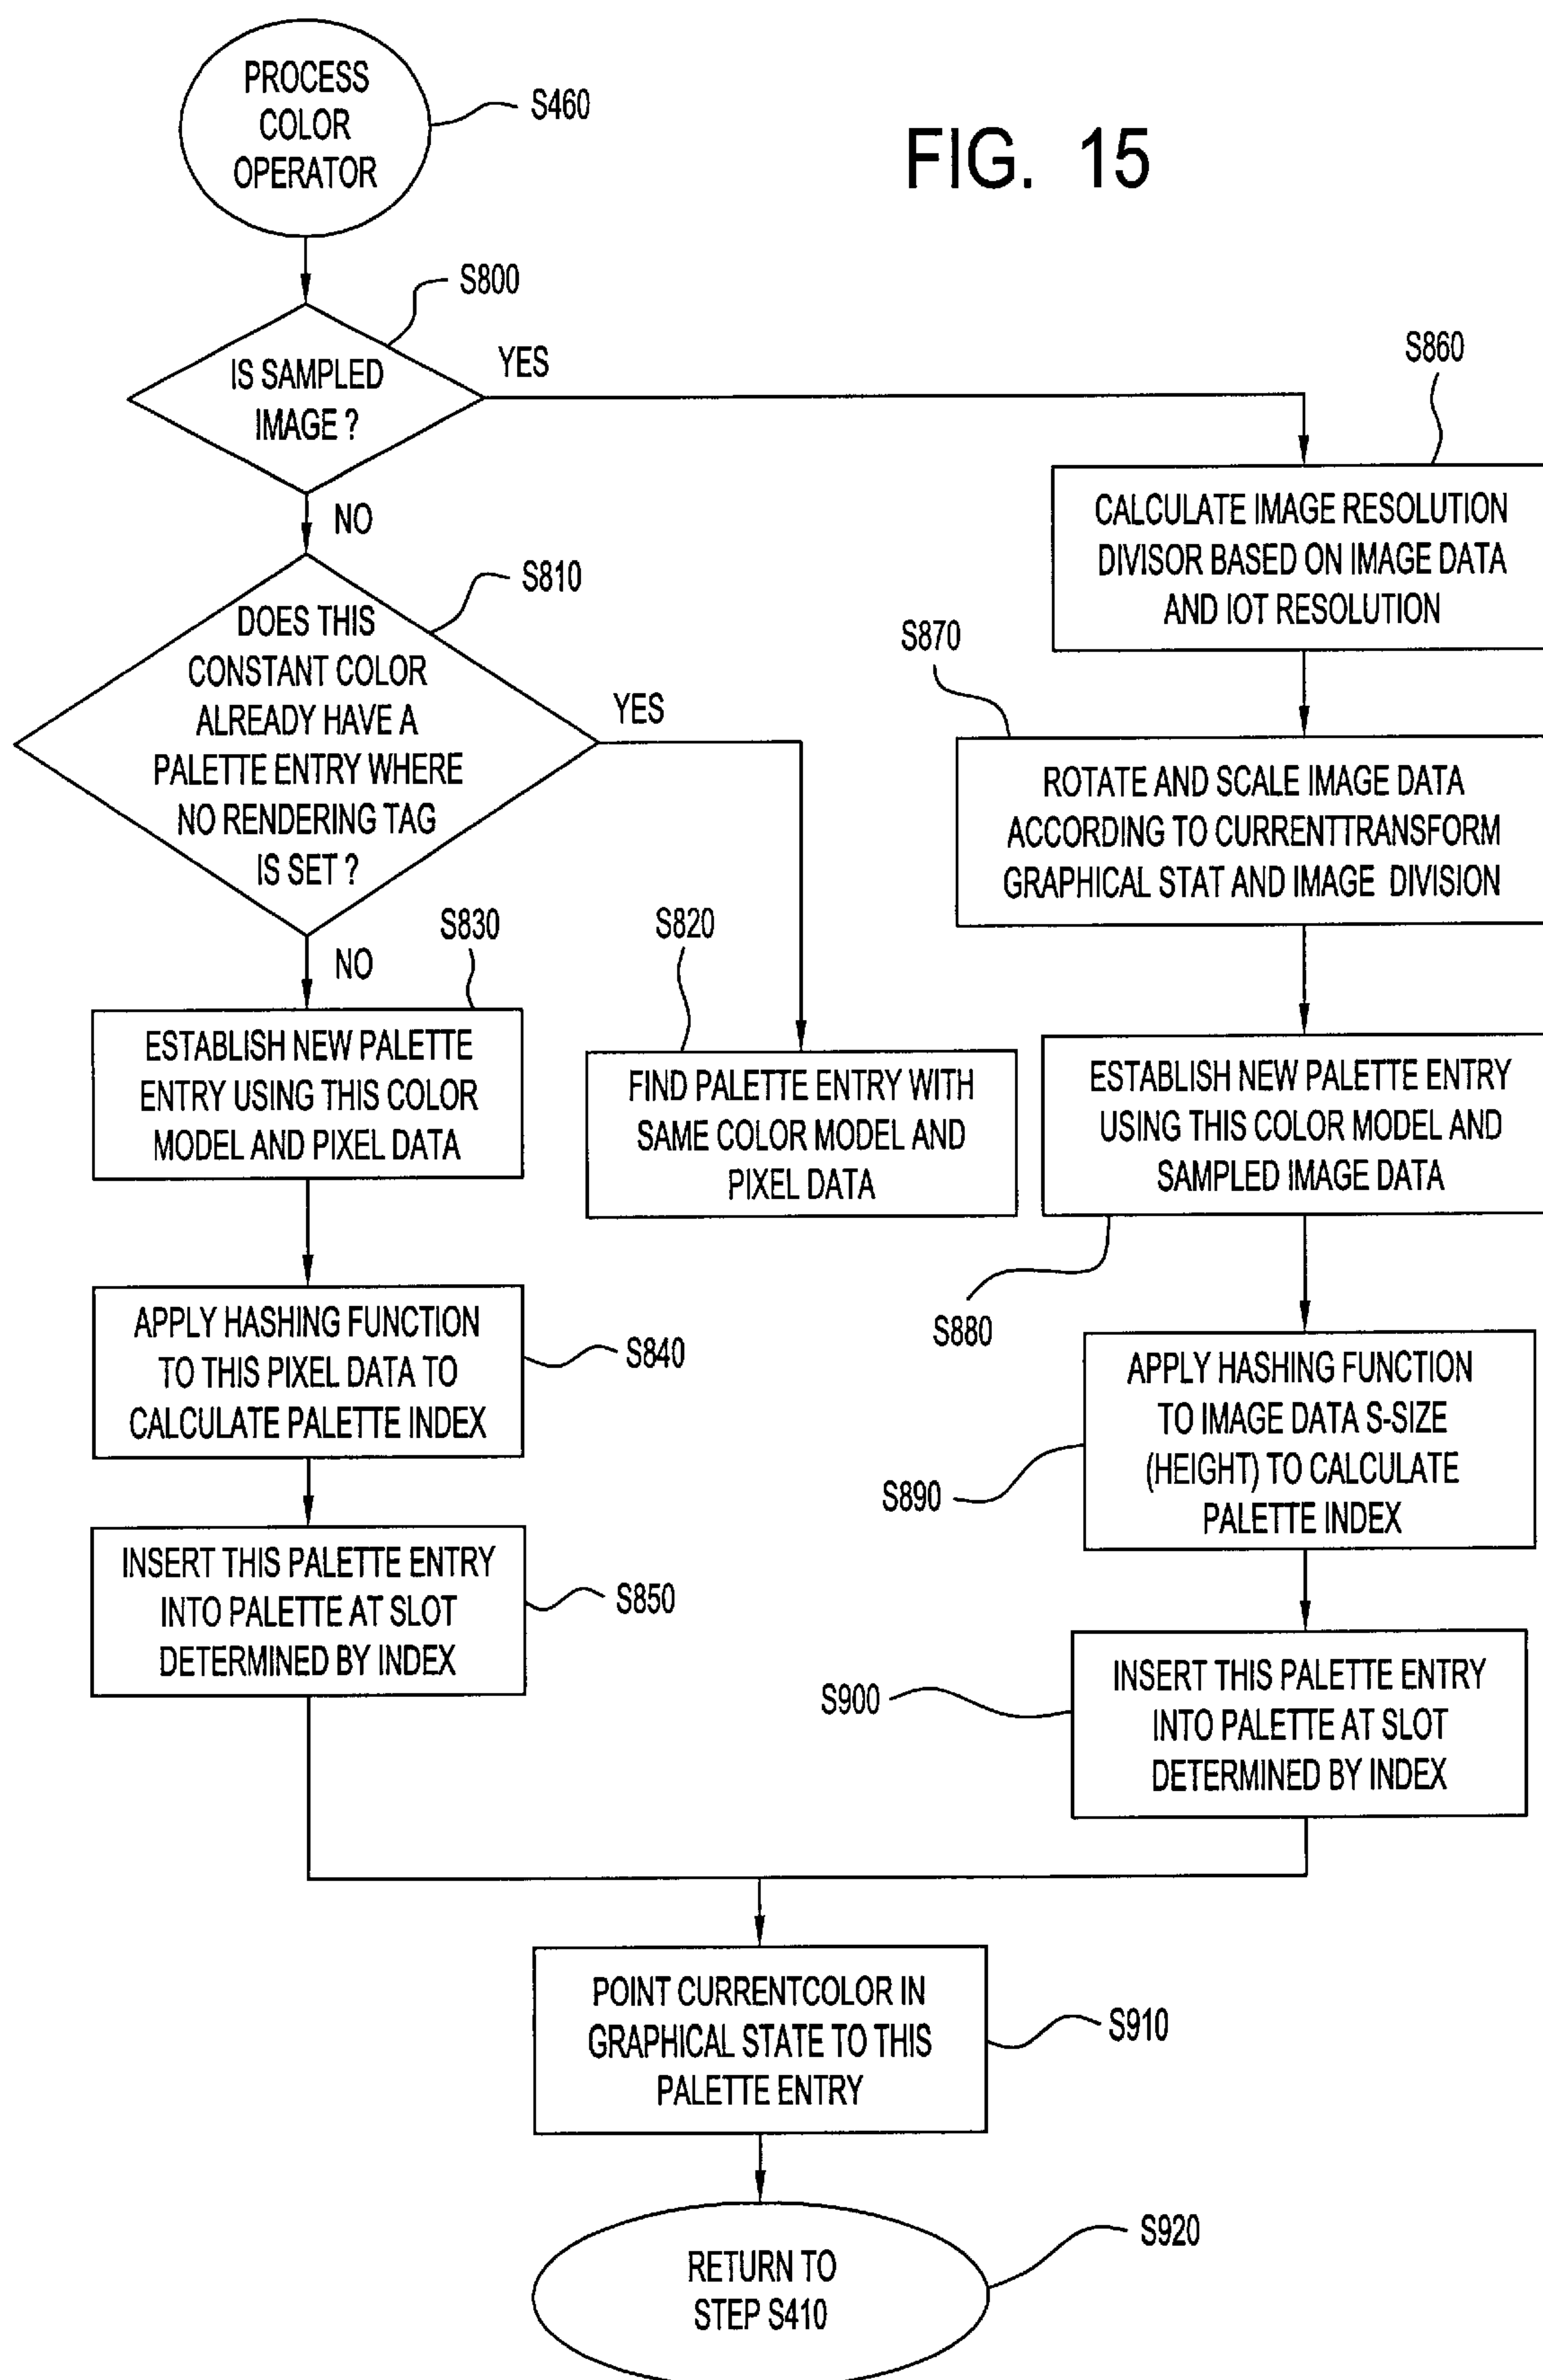 FIG. 15
PROCESS
COLOR
OPERATOR
S460
S800
IS SAMPLED
IMAGE ?
YES
NO
S810
DOES THIS
CONSTANT COLOR
ALREADY HAVE A
PALETTE ENTRY WHERE
NO RENDERING TAG
IS SET ?
YES
NO
S830
ESTABLISH NEW PALETTE
ENTRY USING THIS COLOR
MODEL AND PIXEL DATA
S820
FIND PALETTE ENTRY WITH
SAME COLOR MODEL AND
PIXEL DATA
APPLY HASHING FUNCTION
TO THIS PIXEL DATA TO
CALCULATE PALETTE INDEX
S840
INSERT THIS PALETTE ENTRY
INTO PALETTE AT SLOT
DETERMINED BY INDEX
S850
S860
CALCULATE IMAGE RESOLUTION
DIVISOR BASED ON IMAGE DATA
AND IOT RESOLUTION
S870
ROTATE AND SCALE IMAGE DATA
ACCORDING TO CURRENTTRANSFORM
GRAPHICAL STAT AND IMAGE DIVISION
ESTABLISH NEW PALETTE ENTRY
USING THIS COLOR MODEL AND
SAMPLED IMAGE DATA
S880
APPLY HASHING FUNCTION
TO IMAGE DATA S-SIZE
(HEIGHT) TO CALCULATE
PALETTE INDEX
S890
INSERT THIS PALETTE ENTRY
INTO PALETTE AT SLOT
DETERMINED BY INDEX
S900
POINT CURRENTCOLOR IN
GRAPHICAL STATE TO THIS
PALETTE ENTRY
S910
RETURN TO
STEP S410
S920